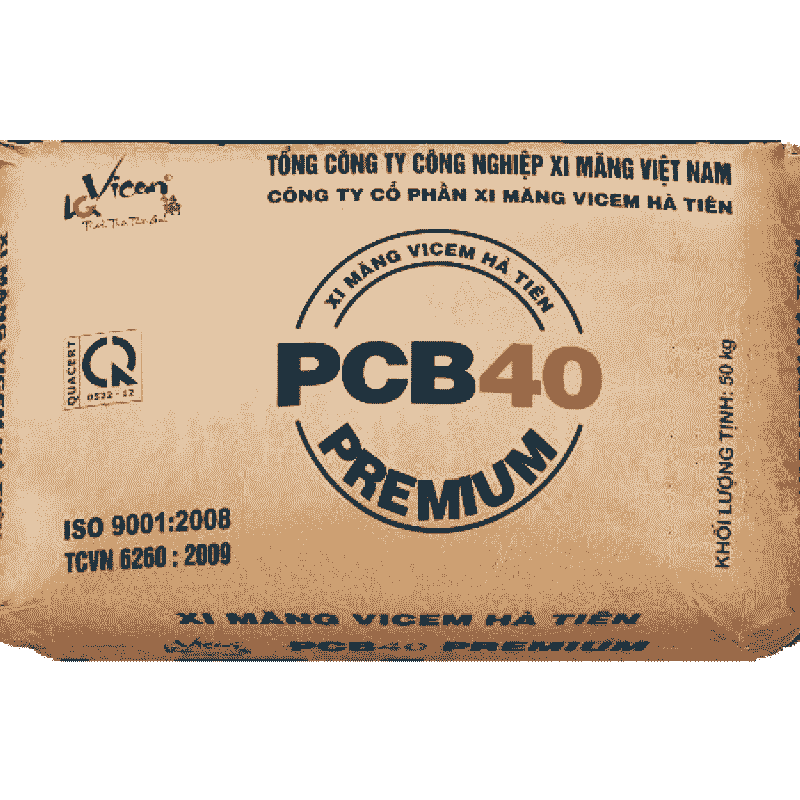 TỔNG CÔNG TY CÔNG NGHIỆP XI MĂNG VIỆT NAM
CÔNG TY CỔ PHẦN XI MĂNG VICEM HÀ TIÊN
Vicem
XI MĂNG VICEM HÀ TIÊN
PCB40
PREMIUM
QUACERT
0522 - 12
KHỐI LƯỢNG TỊNH: 50 kg
ISO 9001:2008
TCVN 6260 : 2009
XI MĂNG VICEM HÀ TIÊN
PCB40 PREMIUM